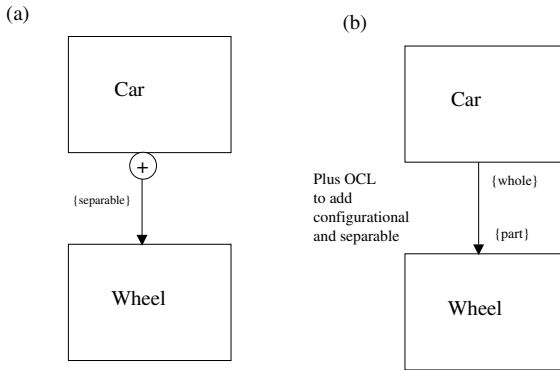 (a)
Car
+
{separable}
Wheel
(b)
Car
{whole}
Plus OCL
to add
configurational
and separable
{part}
Wheel